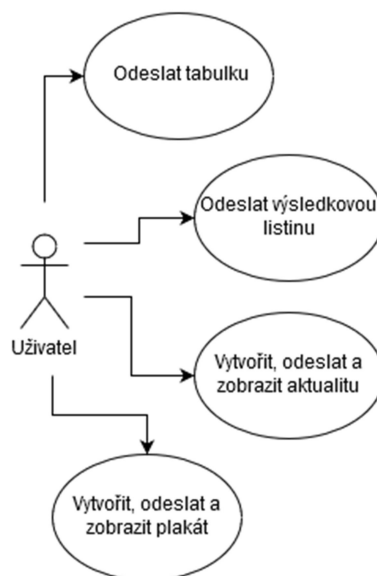 Odeslat tabulku
Odeslat výsledkovou
listinu
Uživatel
Vytvořit, odeslat a
zobrazit aktualitu
Vytvořit, odeslat a
zobrazit plakát